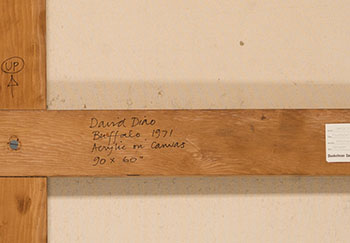 UP
David Diao
Buffalo, 1971
Acrylic on Canvas
90 x 60"